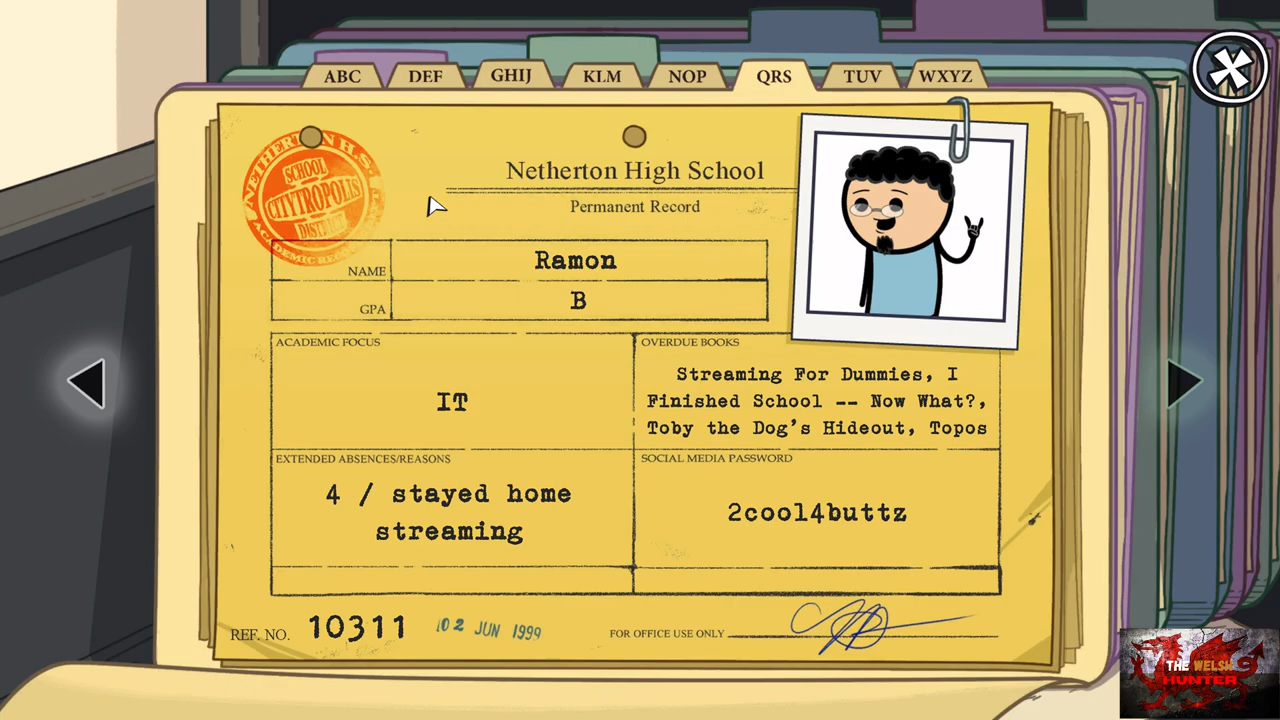 ABC DEF GHIJ KLM NOP QRS TUV WXYZ
NETHERTON H.S.
SCHOOL
CITYTROPOLIS
DISTRICT
Netherton High School
Permanent Record
NAME Ramon
GPA B
ACADEMIC FOCUS
IT
OVERDUE BOOKS
Streaming For Dummies, I
Finished School -- Now What?,
Toby the Dog's Hideout, Topos
EXTENDED ABSENCES/REASONS
4 / stayed home
streaming
SOCIAL MEDIA PASSWORD
2cool4buttz
REF. NO. 10311 02 JUN 1999 FOR OFFICE USE ONLY
THE WELSH
HUNTER